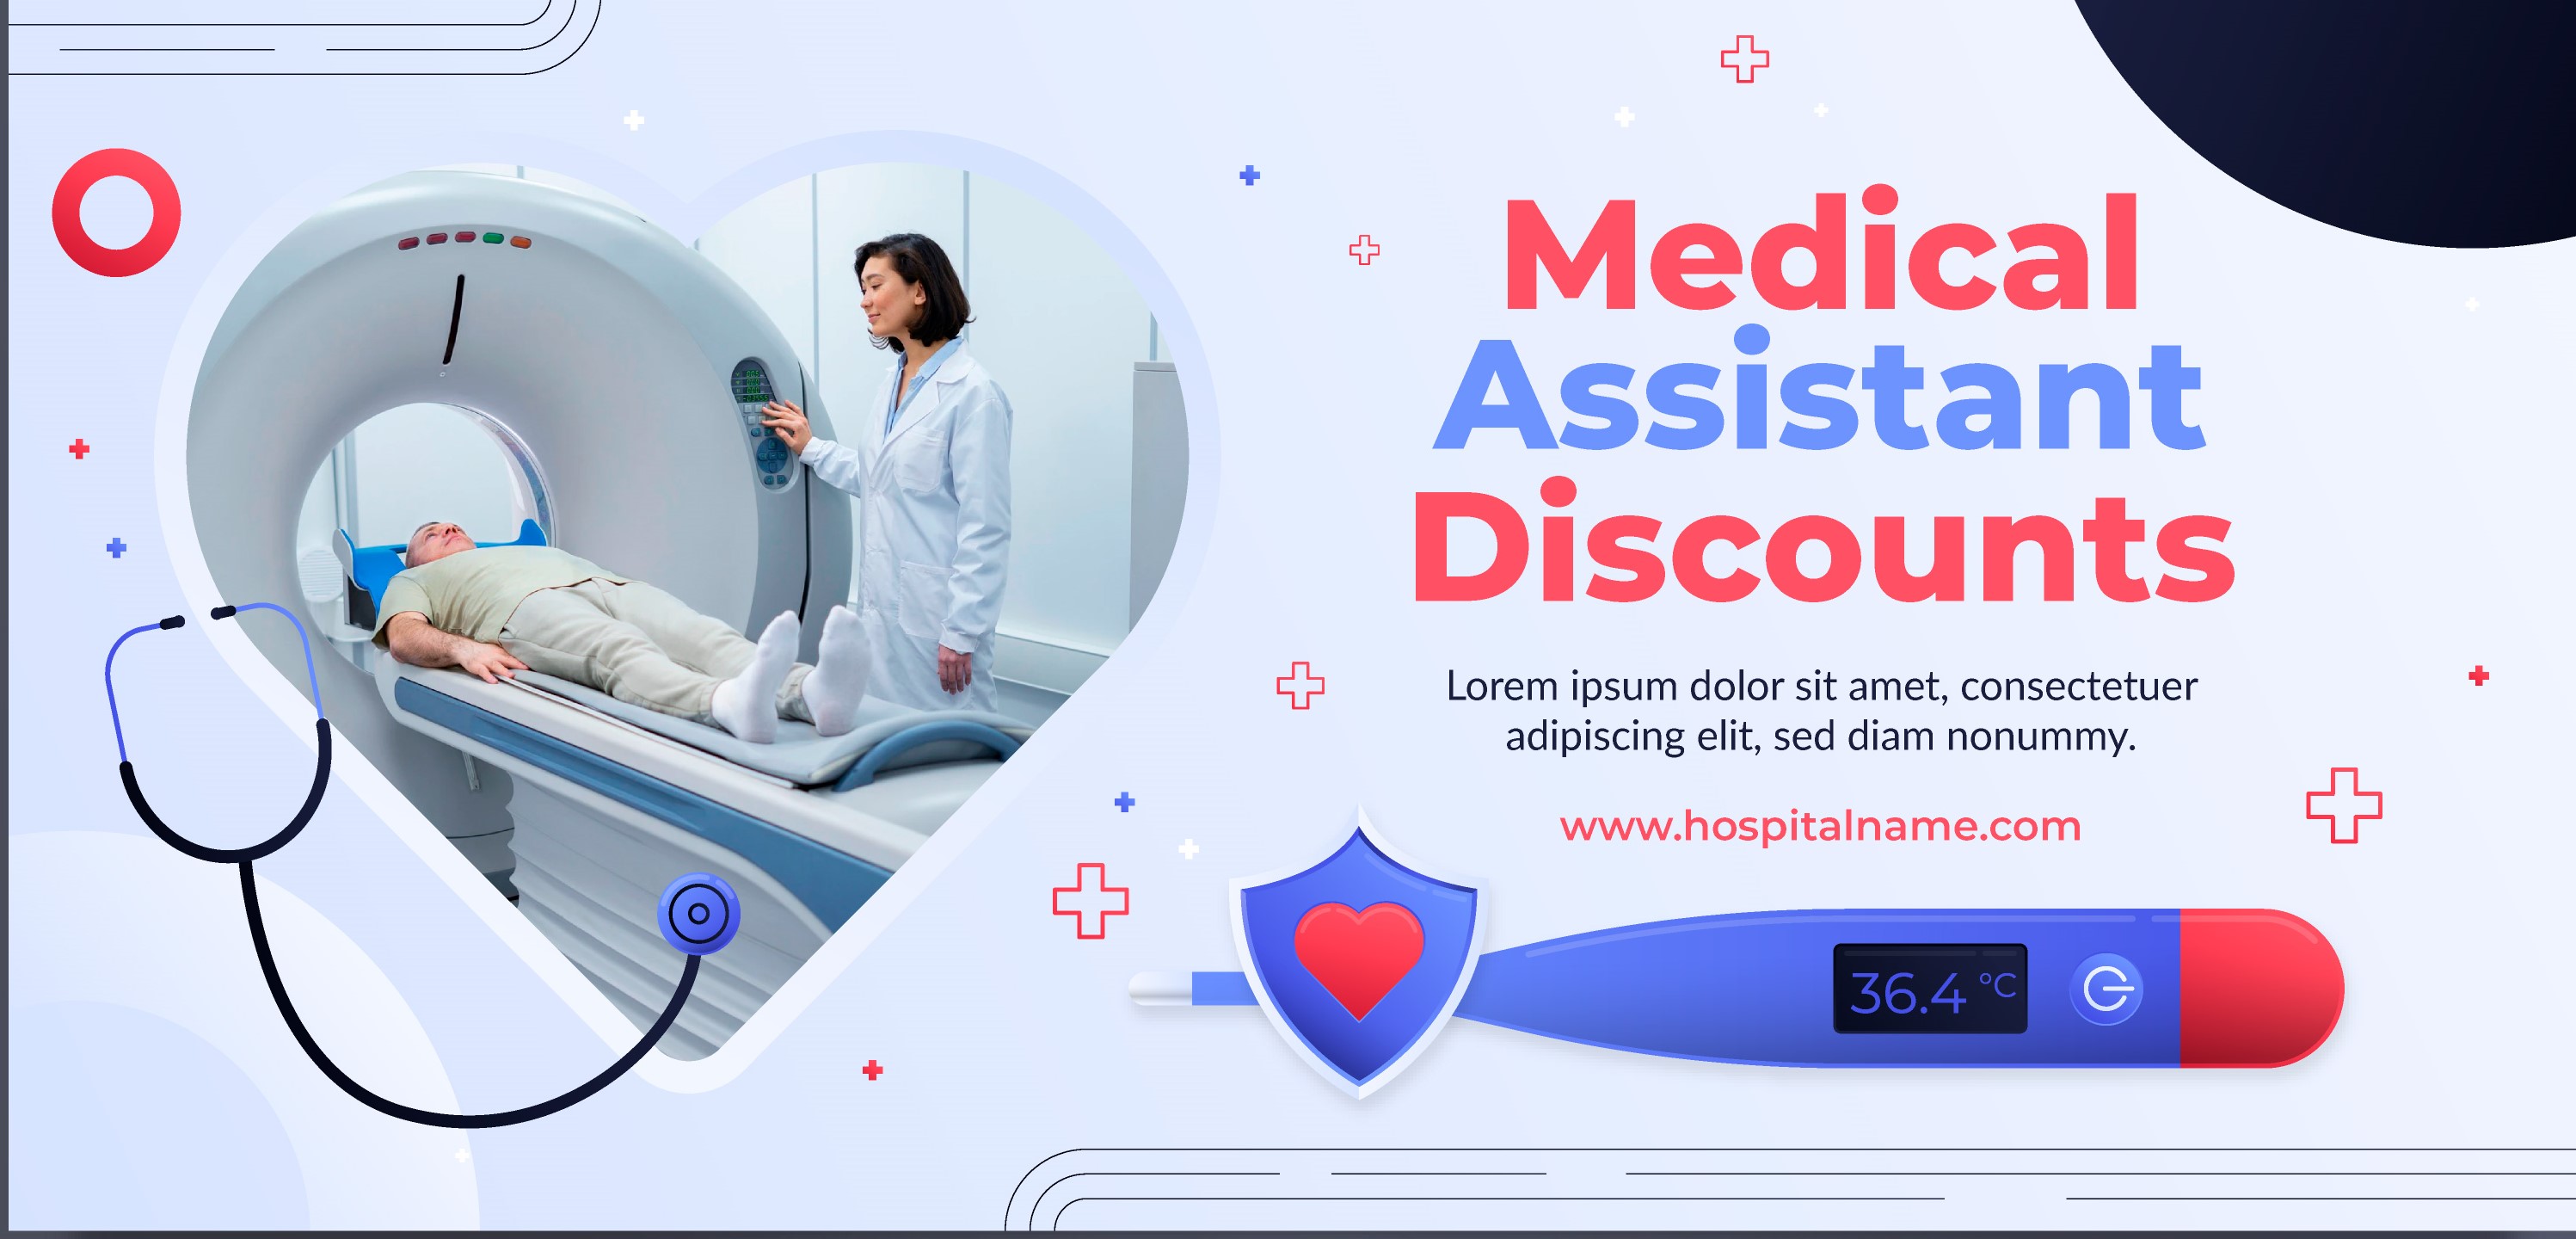 Medical
Assistant
Discounts
Lorem ipsum dolor sit amet, consectetuer
adipiscing elit, sed diam nonummy.
www.hospitalname.com
36.4 °C